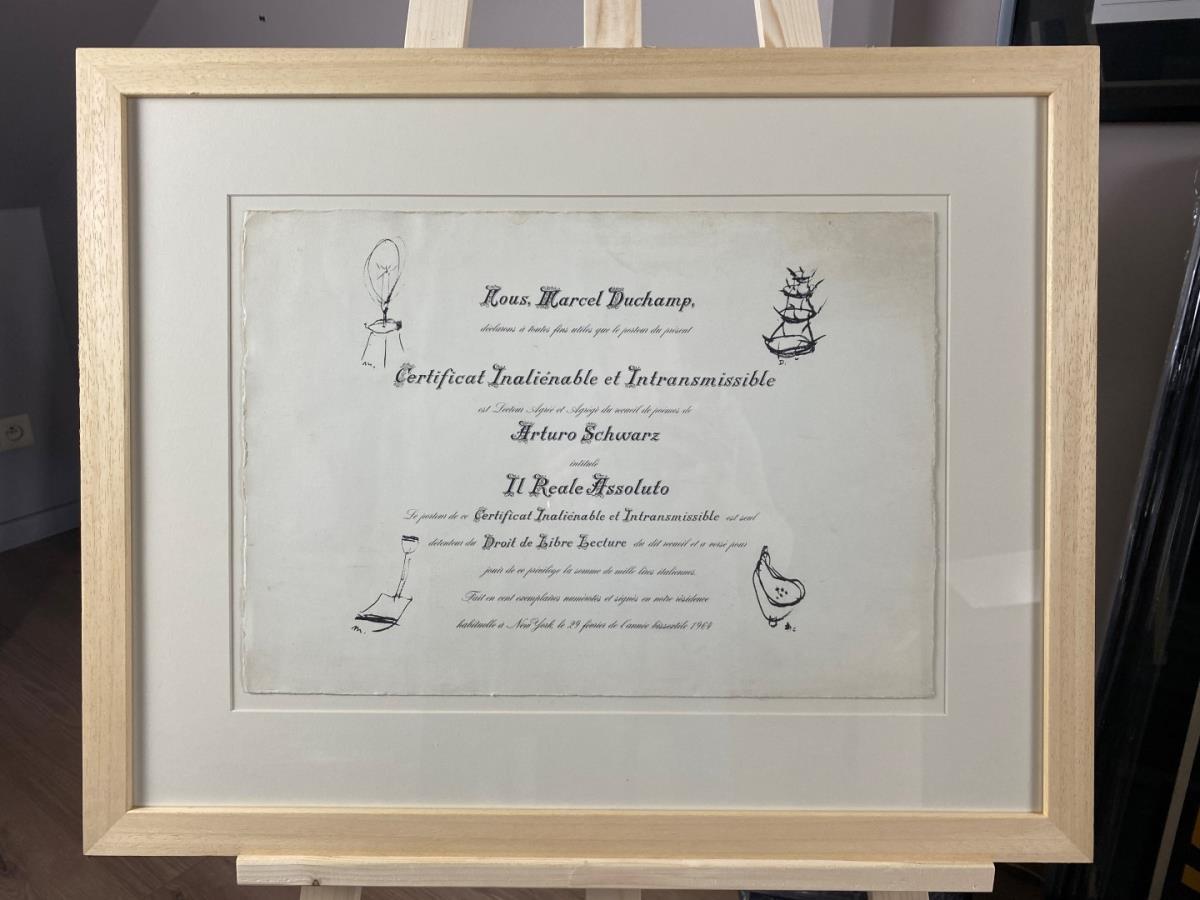 Nous, Marcel Duchamp,
déclarons à toutes fins utiles que le porteur du présent
Certificat Inaliénable et Intransmissible
est Lecteur Agréé et Agrégé du recueil de poèmes de
Arturo Schwarz
intitulé
Il Reale Assoluto
Le porteur de ce Certificat Inaliénable et Intransmissible est seul
détenteur du Droit de Libre Lecture du dit recueil et a versé pour
jouir de ce privilège la somme de mille lires italiennes.
Fait en cent exemplaires numérotés et signés en notre résidence
habituelle à New York, le 29 février de l'année bissextile 1964
M.
D.
M.
D.